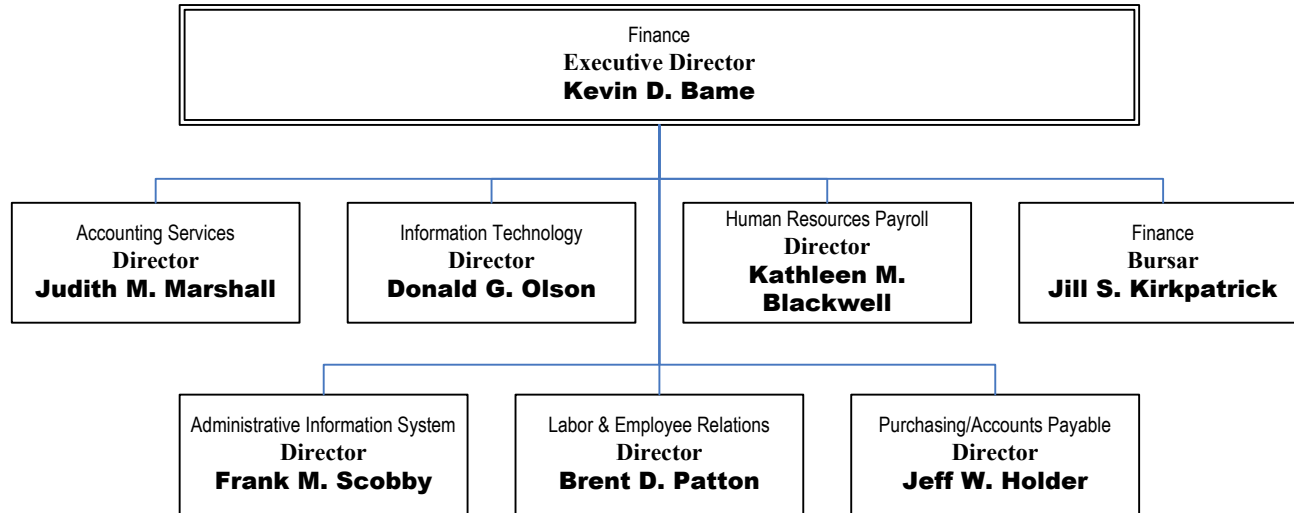 Finance
Executive Director
Kevin D. Bame
Accounting Services
Director
Judith M. Marshall
Information Technology
Director
Donald G. Olson
Human Resources Payroll
Director
Kathleen M.
Blackwell
Finance
Bursar
Jill S. Kirkpatrick
Administrative Information System
Director
Frank M. Scobby
Labor & Employee Relations
Director
Brent D. Patton
Purchasing/Accounts Payable
Director
Jeff W. Holder